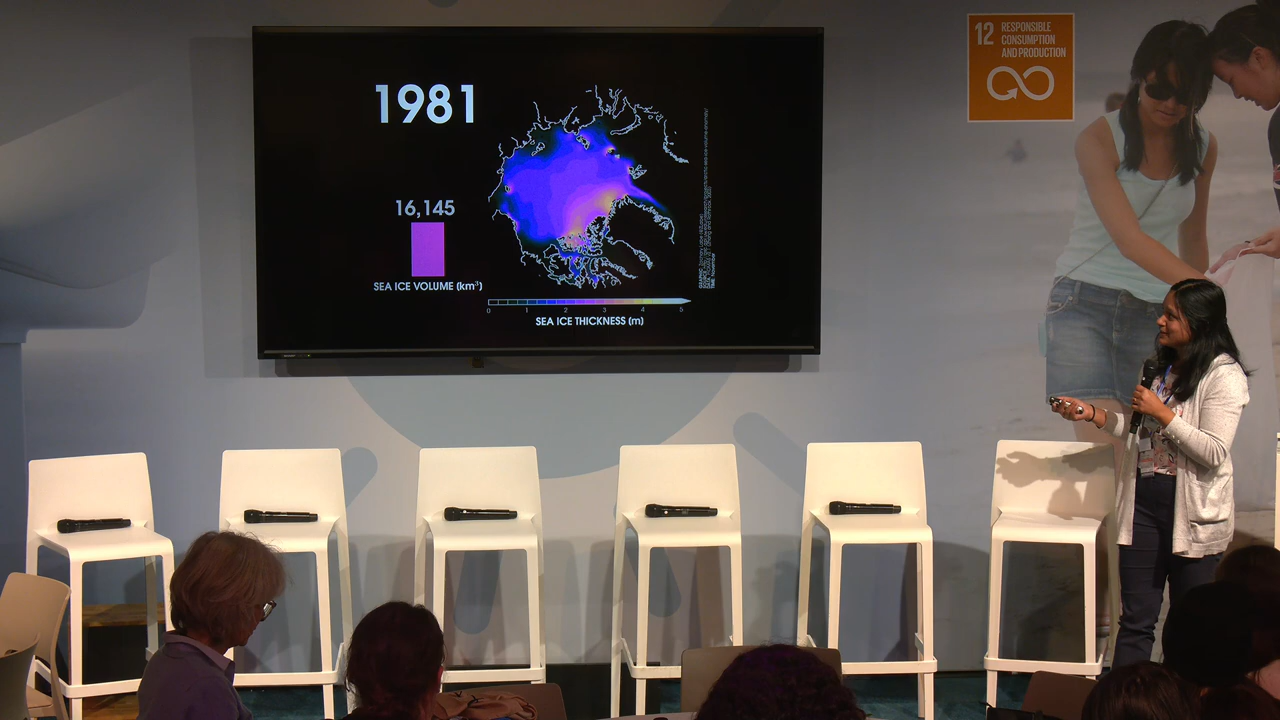 1981
16,145
SEA ICE VOLUME (km³)
0 1 2 3 4 5
SEA ICE THICKNESS (m)
12 RESPONSIBLE
CONSUMPTION
AND PRODUCTION